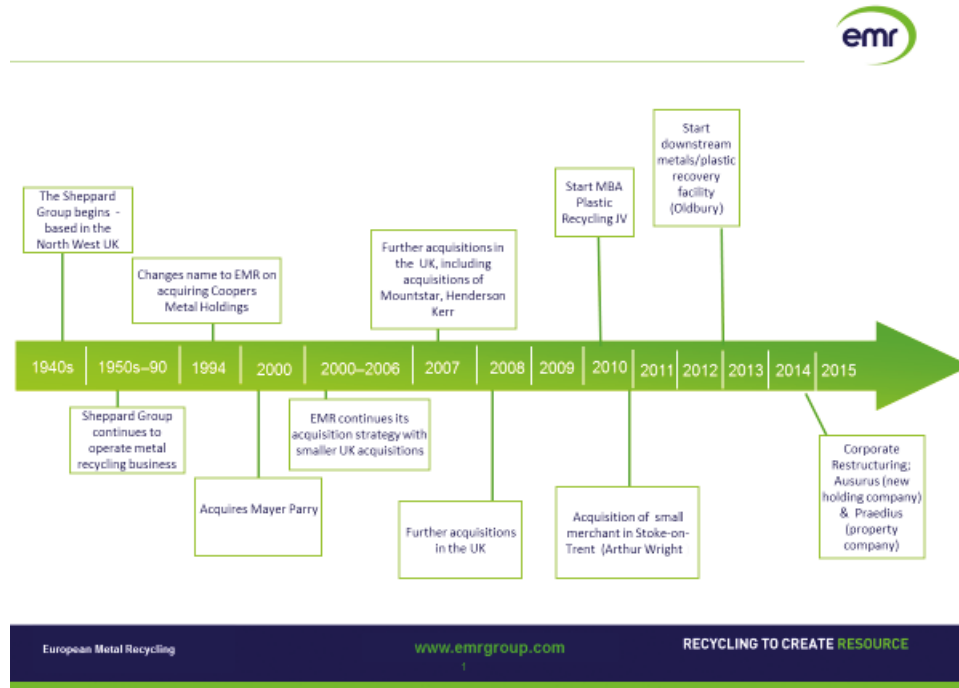 emr
Start
downstream
metals/plastic
recovery
facility
(Oldbury)
Start MBA
Plastic
Recycling JV
The Sheppard
Group begins -
based in the
North West UK
Further acquisitions in
the UK, including
acquisitions of
Mountstar, Henderson
Kerr
Changes name to EMR on
acquiring Coopers
Metal Holdings
1940s 1950s–90 1994 2000 2000–2006 2007 2008 2009 2010 2011 2012 2013 2014 2015
Sheppard Group
continues to
operate metal
recycling business
EMR continues its
acquisition strategy with
smaller UK acquisitions
Acquires Mayer Parry
Further acquisitions
in the UK
Acquisition of small
merchant in Stoke-on-
Trent (Arthur Wright
Corporate
Restructuring;
Ausurus (new
holding company)
& Praedius
(property
company)
European Metal Recycling
www.emrgroup.com
1
RECYCLING TO CREATE RESOURCE